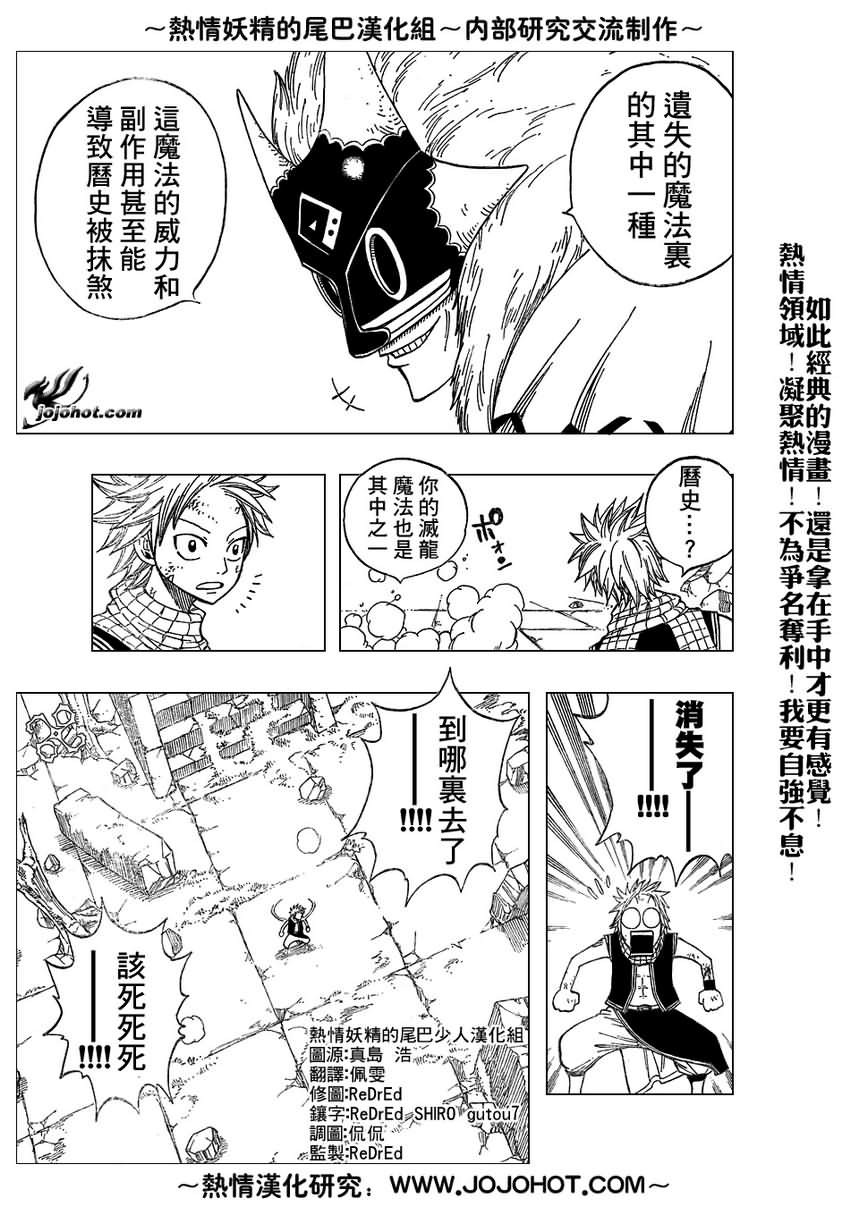 ～熱情妖精的尾巴漢化組～内部研究交流制作～
遺失的魔法裏
的其中一種
這魔法的威力和
副作用甚至能
導致曆史被抹煞
jojohot.com
曆史…？
ポォン
你的滅龍
魔法也是
其中之一
消失了——
——!!!!
到哪裏去了
——!!!!
該死死死
——!!!!
熱情妖精的尾巴少人漢化組
圖源:真島 浩
翻譯:佩雯
修圖:ReDrEd
鑲字:ReDrEd SHIRO gutou7
調圖:侃侃
監製:ReDrEd
如此經典的漫畫！還是拿在手中才更有感覺！
熱情領域！凝聚熱情！不為爭名奪利！我要自強不息！
～熱情漢化研究：WWW.JOJOHOT.COM～